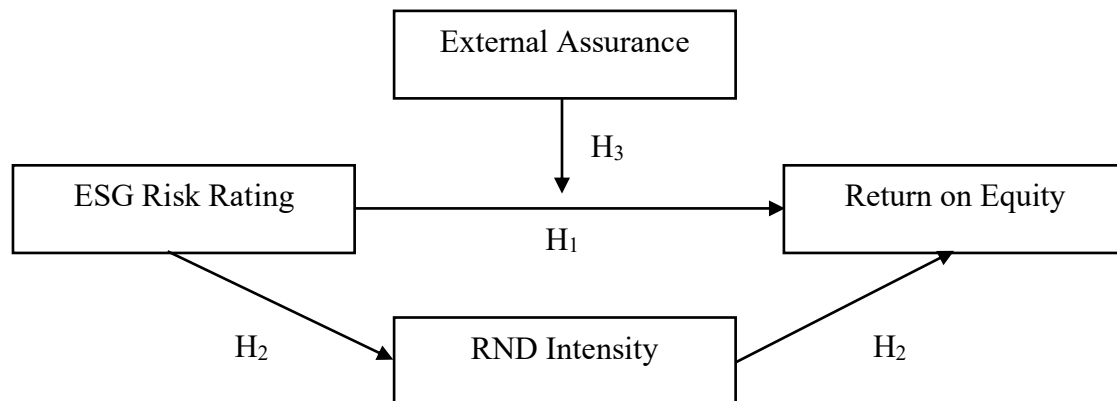 External Assurance
H₃
ESG Risk Rating
Return on Equity
H₁
H₂
RND Intensity
H₂